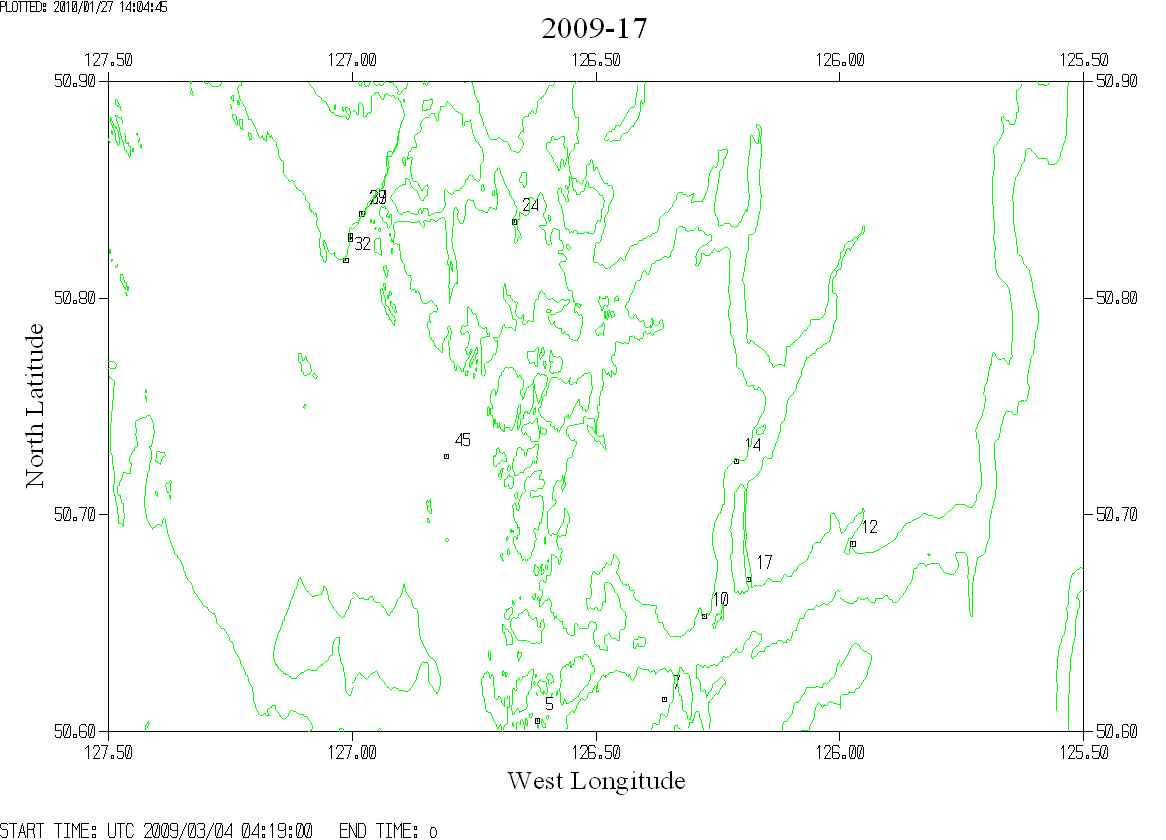 PLOTTED: 2010/01/27 14:04:45
2009-17
127.50 127.00 126.50 126.00 125.50
50.90 50.90
24
32
50.80 50.80
North Latitude
45
14
50.70 50.70
12
17
10
7
5
50.60 50.60
127.50 127.00 126.50 126.00 125.50
West Longitude
START TIME: UTC 2009/03/04 04:19:00 END TIME: o